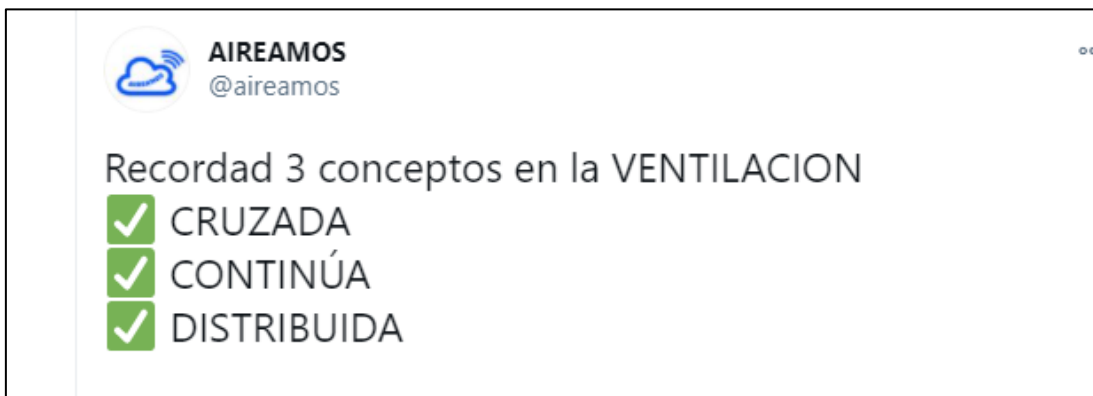 AIREAMOS
@aireamos
Recordad 3 conceptos en la VENTILACION
✅ CRUZADA
✅ CONTINÚA
✅ DISTRIBUIDA